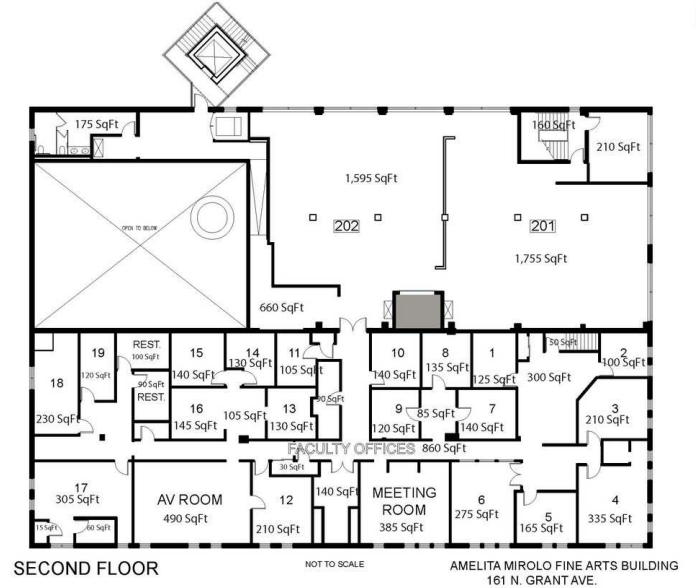 175 SqFt
160 SqFt
210 SqFt
1,595 SqFt
OPEN TO BELOW
202
201
1,755 SqFt
660 SqFt
REST.
100 SqFt
90 SqFt
REST.
19
120 SqFt
18
230 SqFt
15
140 SqFt
14
130 SqFt
11
105 SqFt
90 SqFt
10
140 SqFt
8
135 SqFt
1
125 SqFt
50 SqFt
300 SqFt
2
100 SqFt
16
145 SqFt
105 SqFt
13
130 SqFt
9
120 SqFt
85 SqFt
7
140 SqFt
3
210 SqFt
FACULTY OFFICES
860 SqFt
30 SqFt
17
305 SqFt
15 SqFt
60 SqFt
AV ROOM
490 SqFt
12
210 SqFt
140 SqFt
MEETING
ROOM
385 SqFt
6
275 SqFt
5
165 SqFt
4
335 SqFt
SECOND FLOOR
NOT TO SCALE
AMELITA MIROLO FINE ARTS BUILDING
161 N. GRANT AVE.